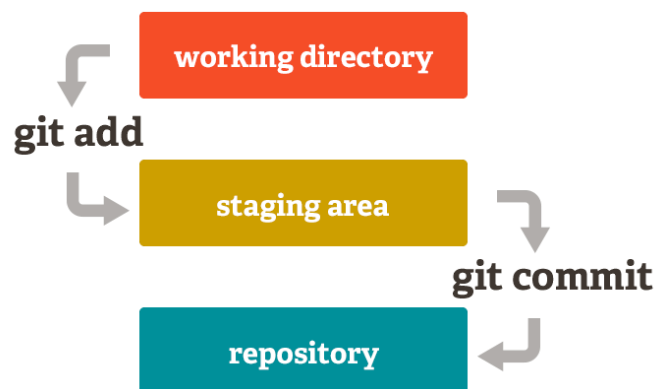 working directory
git add
staging area
git commit
repository